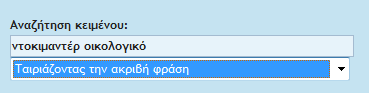 Αναζήτηση κειμένου:
ντοκιμαντέρ οικολογικό
Ταιριάζοντας την ακριβή φράση